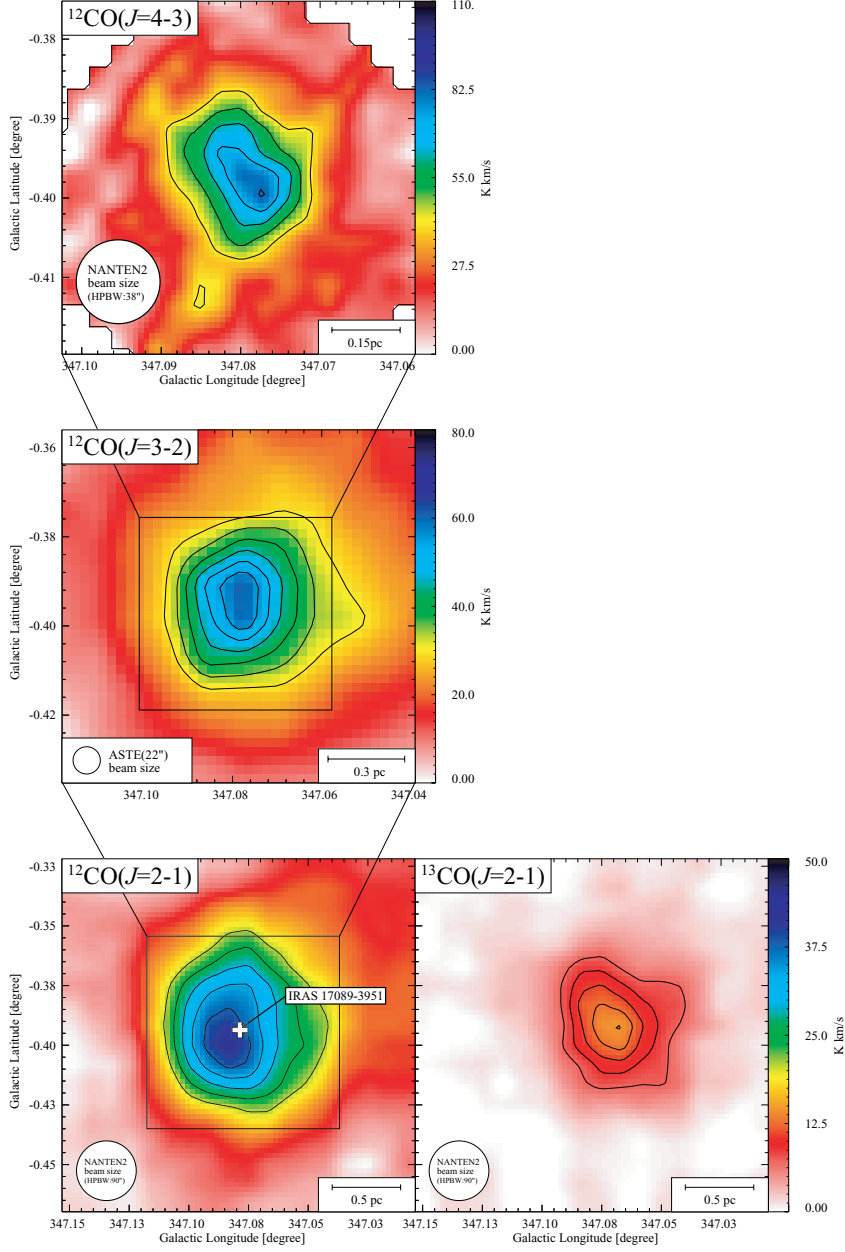 ¹²CO(J=4-3)
110.
-0.38
82.5
-0.39
55.0
K km/s
Galactic Latitude [degree]
-0.40
27.5
-0.41
NANTEN2
beam size
(HPBW:38")
0.15pc
0.00
347.10 347.09 347.08 347.07 347.06
Galactic Longitude [degree]
¹²CO(J=3-2)
80.0
-0.36
60.0
-0.38
Galactic Latitude [degree]
40.0
K km/s
-0.40
20.0
-0.42
ASTE(22")
beam size
0.3 pc
0.00
347.10 347.08 347.06 347.04
¹²CO(J=2-1)
-0.33
-0.35
-0.38
IRAS 17089-3951
Galactic Latitude [degree]
-0.40
-0.43
-0.45
NANTEN2
beam size
(HPBW:90")
0.5 pc
347.15 347.13 347.10 347.08 347.05 347.03
Galactic Longitude [degree]
¹³CO(J=2-1)
50.0
37.5
25.0
K km/s
12.5
0.00
NANTEN2
beam size
(HPBW:90")
0.5 pc
347.15 347.13 347.10 347.08 347.05 347.03
Galactic Longitude [degree]